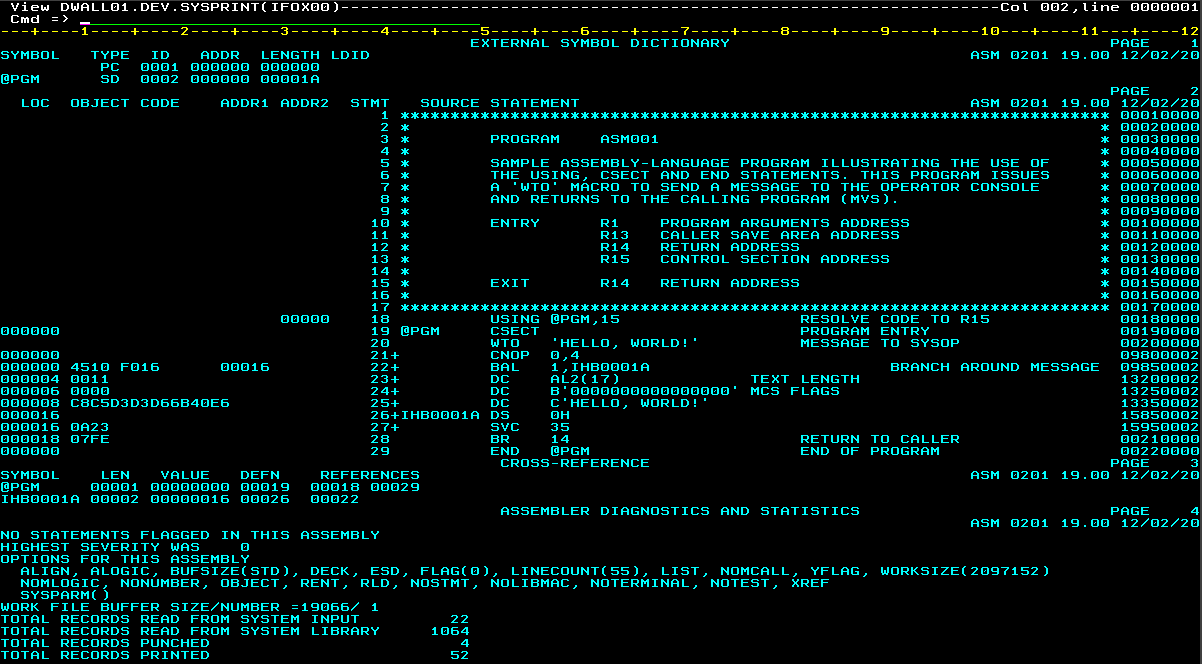 View DWALL01.DEV.SYSPRINT(IFOX00)------------------------------------------------------------------Col 002,line 0000001
Cmd => _
----+----1----+----2----+----3----+----4----+----5----+----6----+----7----+----8----+----9----+----10---+----11---+----12
EXTERNAL SYMBOL DICTIONARY PAGE 1
SYMBOL TYPE ID ADDR LENGTH LDID ASM 0201 19.00 12/02/20
PC 0001 000000 000000
@PGM SD 0002 000000 00001A
PAGE 2
LOC OBJECT CODE ADDR1 ADDR2 STMT SOURCE STATEMENT ASM 0201 19.00 12/02/20
1 *********************************************************************** 00010000
2 * * 00020000
3 * PROGRAM ASM001 * 00030000
4 * * 00040000
5 * SAMPLE ASSEMBLY-LANGUAGE PROGRAM ILLUSTRATING THE USE OF * 00050000
6 * THE USING, CSECT AND END STATEMENTS. THIS PROGRAM ISSUES * 00060000
7 * A 'WTO' MACRO TO SEND A MESSAGE TO THE OPERATOR CONSOLE * 00070000
8 * AND RETURNS TO THE CALLING PROGRAM (MVS). * 00080000
9 * * 00090000
10 * ENTRY R1 PROGRAM ARGUMENTS ADDRESS * 00100000
11 * R13 CALLER SAVE AREA ADDRESS * 00110000
12 * R14 RETURN ADDRESS * 00120000
13 * R15 CONTROL SECTION ADDRESS * 00130000
14 * * 00140000
15 * EXIT R14 RETURN ADDRESS * 00150000
16 * * 00160000
17 *********************************************************************** 00170000
00000 18 USING @PGM,15 RESOLVE CODE TO R15 00180000
000000 19 @PGM CSECT PROGRAM ENTRY 00190000
20 WTO 'HELLO, WORLD!' MESSAGE TO SYSOP 00200000
000000 21+ CNOP 0,4 09800002
000000 4510 F016 00016 22+ BAL 1,IHB0001A BRANCH AROUND MESSAGE 09850002
000004 0011 23+ DC AL2(17) TEXT LENGTH 13200002
000006 0000 24+ DC B'0000000000000000' MCS FLAGS 13250002
000008 C8C5D3D3D66B40E6 25+ DC C'HELLO, WORLD!' 13350002
000016 26+IHB0001A DS 0H 15850002
000016 0A23 27+ SVC 35 15950002
000018 07FE 28 BR 14 RETURN TO CALLER 00210000
000000 29 END @PGM END OF PROGRAM 00220000
CROSS-REFERENCE PAGE 3
SYMBOL LEN VALUE DEFN REFERENCES ASM 0201 19.00 12/02/20
@PGM 00001 00000000 00019 00018 00029
IHB0001A 00002 00000016 00026 00022
ASSEMBLER DIAGNOSTICS AND STATISTICS PAGE 4
ASM 0201 19.00 12/02/20
NO STATEMENTS FLAGGED IN THIS ASSEMBLY
HIGHEST SEVERITY WAS 0
OPTIONS FOR THIS ASSEMBLY
ALIGN, ALOGIC, BUFSIZE(STD), DECK, ESD, FLAG(0), LINECOUNT(55), LIST, NOMCALL, YFLAG, WORKSIZE(2097152)
NOMLOGIC, NONUMBER, OBJECT, RENT, RLD, NOSTMT, NOLIBMAC, NOTERMINAL, NOTEST, XREF
SYSPARM()
WORK FILE BUFFER SIZE/NUMBER =19066/ 1
TOTAL RECORDS READ FROM SYSTEM INPUT 22
TOTAL RECORDS READ FROM SYSTEM LIBRARY 1064
TOTAL RECORDS PUNCHED 4
TOTAL RECORDS PRINTED 52